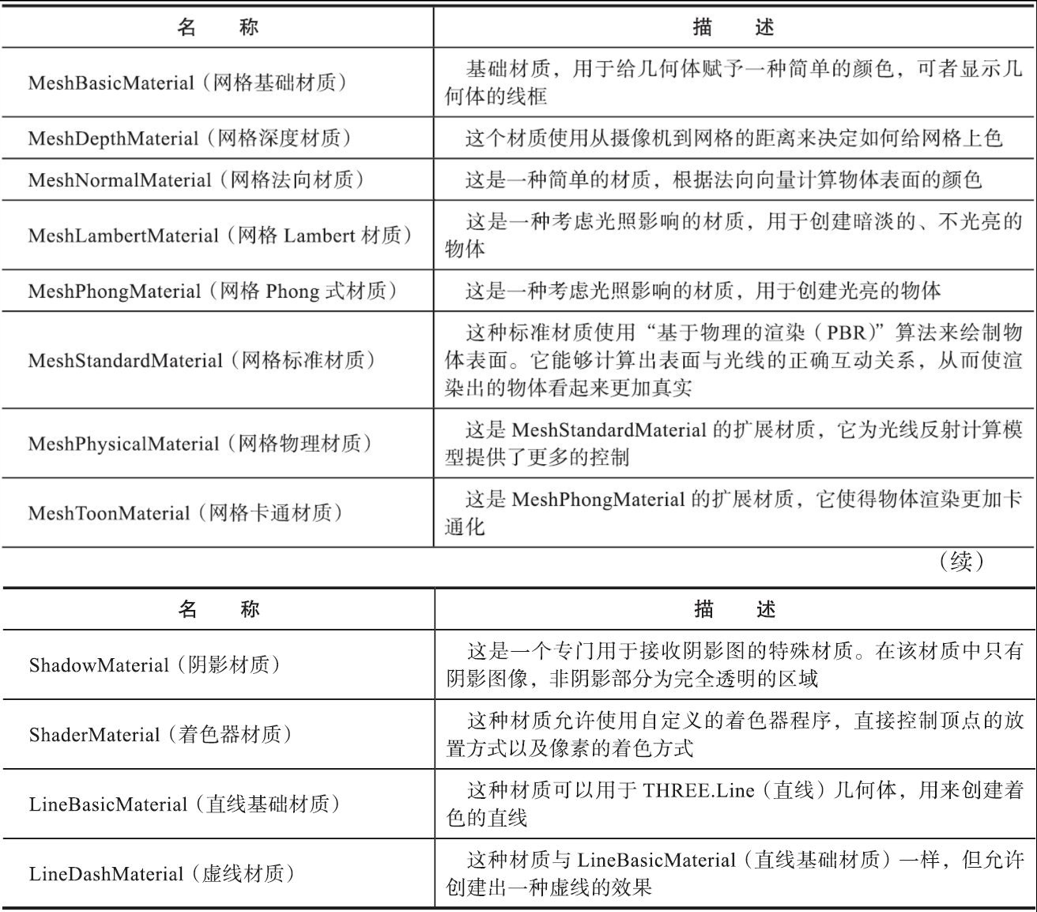 名 称 描 述
MeshBasicMaterial（网格基础材质） 基础材质，用于给几何体赋予一种简单的颜色，可者显示几
何体的线框
MeshDepthMaterial（网格深度材质） 这个材质使用从摄像机到网格的距离来决定如何给网格上色
MeshNormalMaterial（网格法向材质） 这是一种简单的材质，根据法向向量计算物体表面的颜色
MeshLambertMaterial（网格 Lambert 材质） 这是一种考虑光照影响的材质，用于创建暗淡的、不光亮的
物体
MeshPhongMaterial（网格 Phong 式材质） 这是一种考虑光照影响的材质，用于创建光亮的物体
MeshStandardMaterial（网格标准材质） 这种标准材质使用“基于物理的渲染（PBR）”算法来绘制物
体表面。它能够计算出表面与光线的正确互动关系，从而使渲
染出的物体看起来更加真实
MeshPhysicalMaterial（网格物理材质） 这是 MeshStandardMaterial 的扩展材质，它为光线反射计算模
型提供了更多的控制
MeshToonMaterial（网格卡通材质） 这是 MeshPhongMaterial 的扩展材质，它使得物体渲染更加卡
通化
（续）
名 称 描 述
ShadowMaterial（阴影材质） 这是一个专门用于接收阴影图的特殊材质。在该材质中只有
阴影图像，非阴影部分为完全透明的区域
ShaderMaterial（着色器材质） 这种材质允许使用自定义的着色器程序，直接控制顶点的放
置方式以及像素的着色方式
LineBasicMaterial（直线基础材质） 这种材质可以用于 THREE.Line（直线）几何体，用来创建着
色的直线
LineDashMaterial（虚线材质） 这种材质与 LineBasicMaterial（直线基础材质）一样，但允许
创建出一种虚线的效果